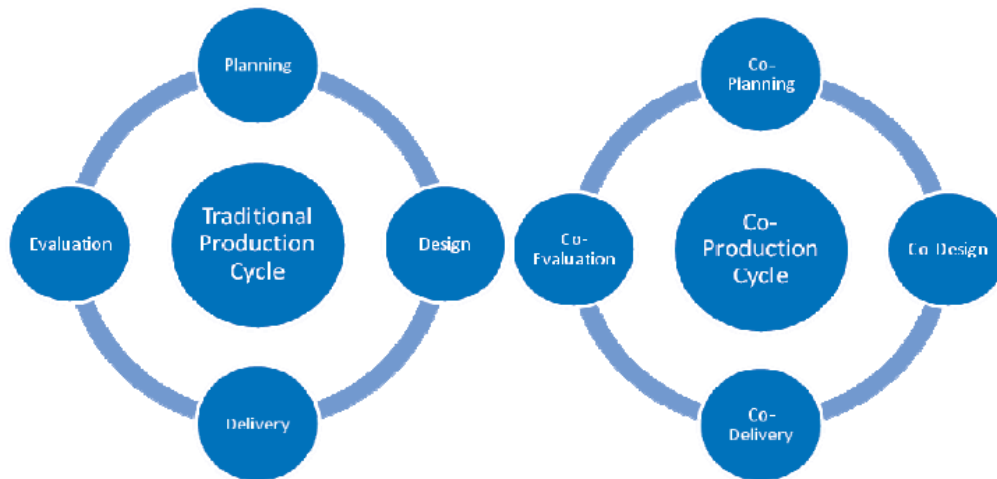 Planning
Evaluation
Traditional
Production
Cycle
Design
Delivery
Co-
Planning
Co-
Evaluation
Co-
Production
Cycle
Co-Design
Co-
Delivery